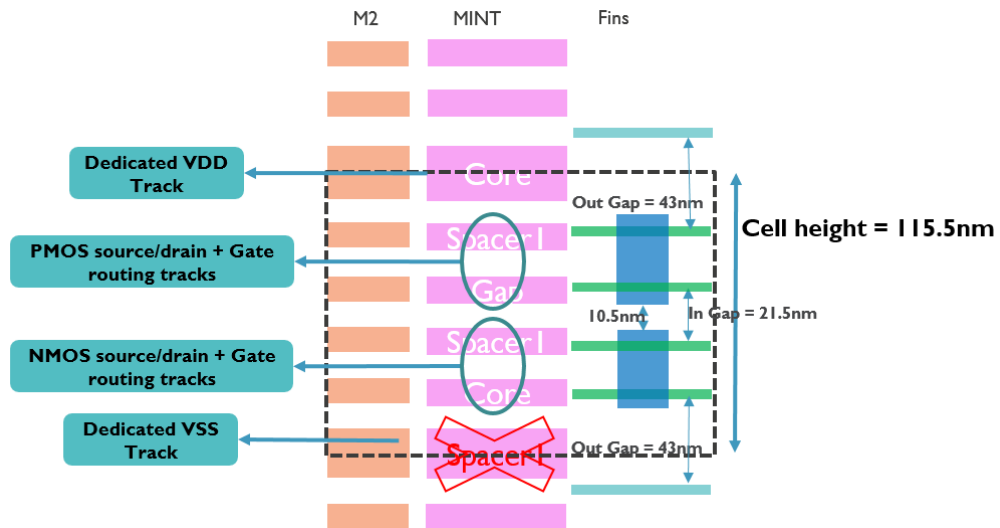 M2
MINT
Fins
Dedicated VDD
Track
Core
Out Gap = 43nm
Cell height = 115.5nm
Spacer1
PMOS source/drain + Gate
routing tracks
Gap
10.5nm
In Gap = 21.5nm
Spacer1
NMOS source/drain + Gate
routing tracks
Core
Dedicated VSS
Track
Spacer1
Out Gap = 43nm